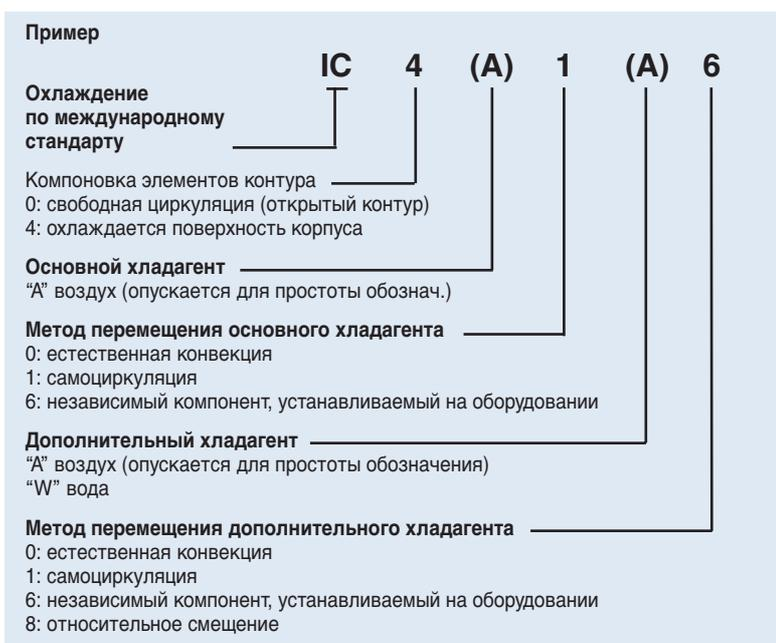 Пример
IC 4 (A) 1 (A) 6
Охлаждение
по международному
стандарту
Компоновка элементов контура
0: свободная циркуляция (открытый контур)
4: охлаждается поверхность корпуса
Основной хладагент
“A” воздух (опускается для простоты обознач.)
Метод перемещения основного хладагента
0: естественная конвекция
1: самоциркуляция
6: независимый компонент, устанавливаемый на оборудовании
Дополнительный хладагент
“A” воздух (опускается для простоты обозначения)
“W” вода
Метод перемещения дополнительного хладагента
0: естественная конвекция
1: самоциркуляция
6: независимый компонент, устанавливаемый на оборудовании
8: относительное смещение